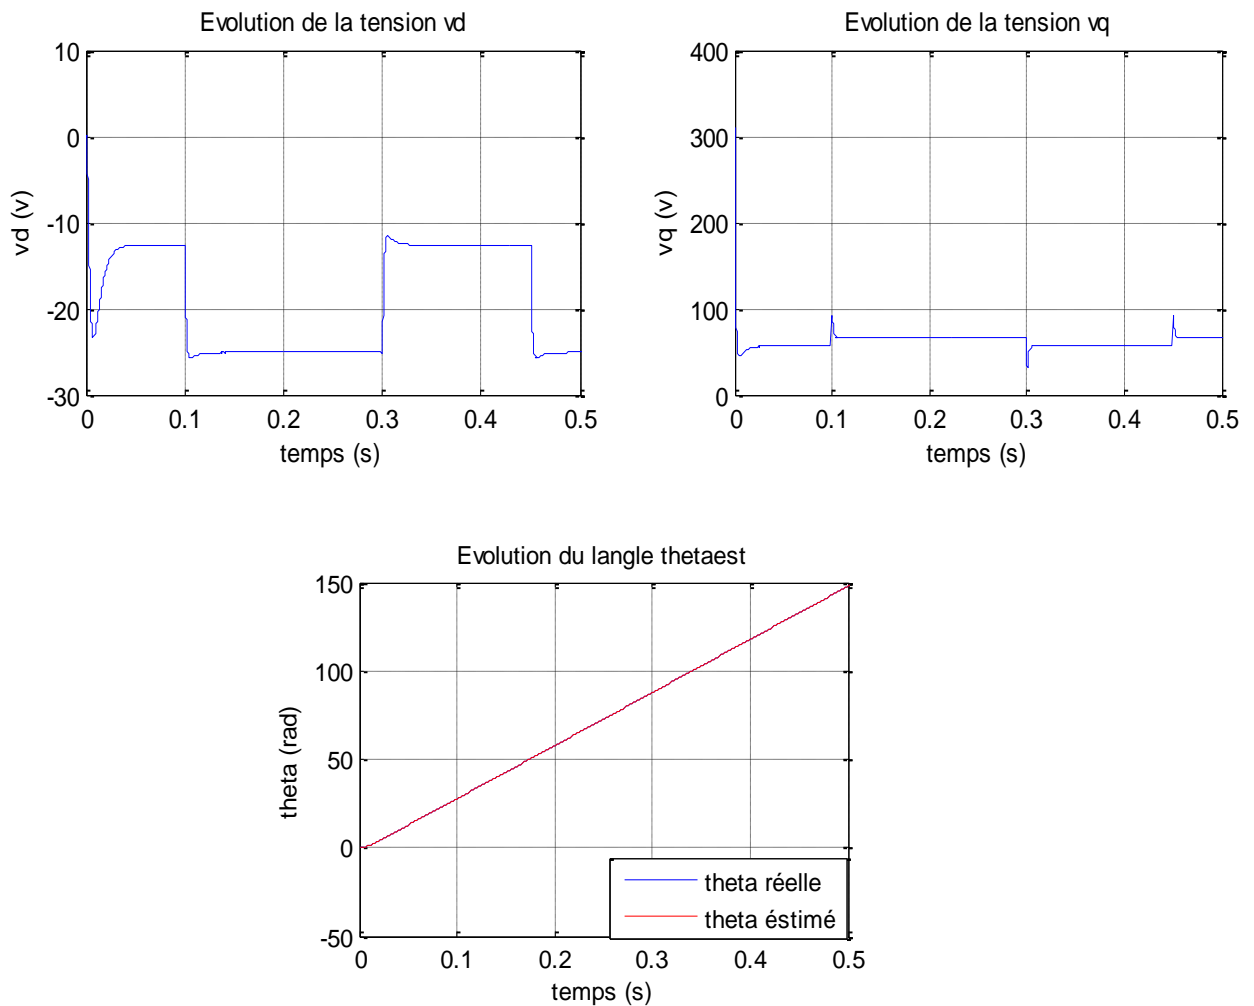 Evolution de la tension vd
10
0
-10
-20
-30
vd (v)
0 0.1 0.2 0.3 0.4 0.5
temps (s)
Evolution de la tension vq
400
300
200
100
0
vq (v)
0 0.1 0.2 0.3 0.4 0.5
temps (s)
Evolution du langle thetaest
150
100
50
0
-50
theta (rad)
theta réelle
theta éstimé
0 0.1 0.2 0.3 0.4 0.5
temps (s)